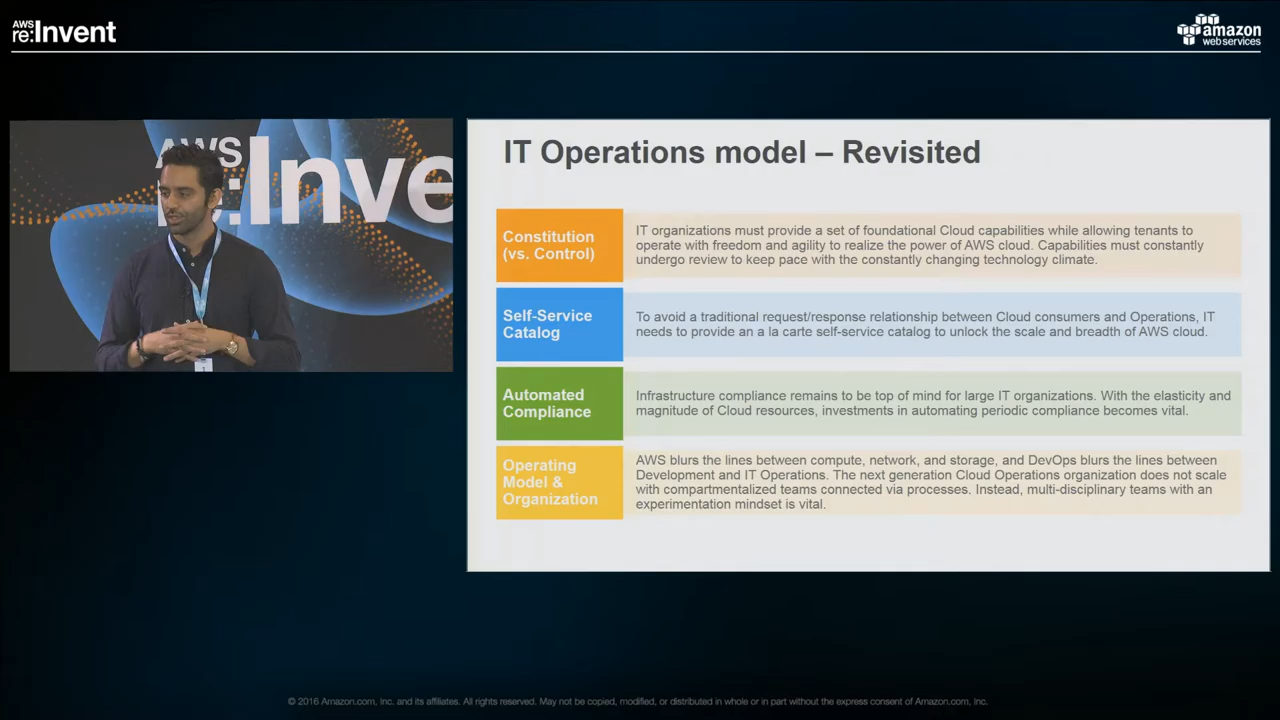 AWS
re:Invent
amazon
web services
AWS
re:Inve
IT Operations model – Revisited
Constitution
(vs. Control)
IT organizations must provide a set of foundational Cloud capabilities while allowing tenants to
operate with freedom and agility to realize the power of AWS cloud. Capabilities must constantly
undergo review to keep pace with the constantly changing technology climate.
Self-Service
Catalog
To avoid a traditional request/response relationship between Cloud consumers and Operations, IT
needs to provide an a la carte self-service catalog to unlock the scale and breadth of AWS cloud.
Automated
Compliance
Infrastructure compliance remains to be top of mind for large IT organizations. With the elasticity and
magnitude of Cloud resources, investments in automating periodic compliance becomes vital.
Operating
Model &
Organization
AWS blurs the lines between compute, network, and storage, and DevOps blurs the lines between
Development and IT Operations. The next generation Cloud Operations organization does not scale
with compartmentalized teams connected via processes. Instead, multi-disciplinary teams with an
experimentation mindset is vital.
© 2016 Amazon.com, Inc. and its affiliates. All rights reserved. May not be copied, modified, or distributed in whole or in part without the express consent of Amazon.com, Inc.